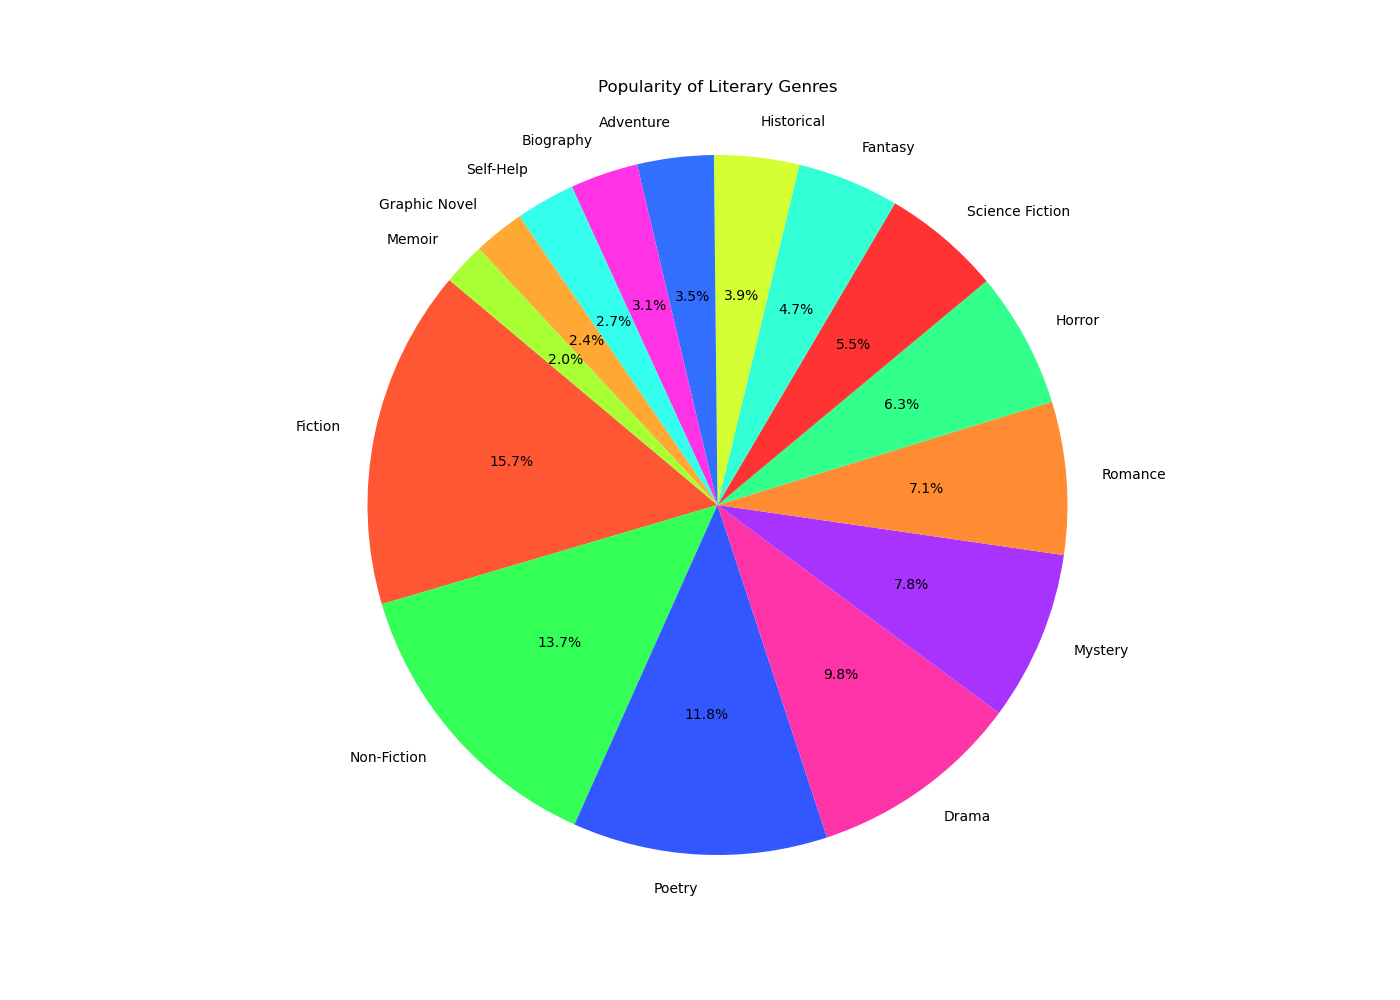 Popularity of Literary Genres
Adventure
Historical
Biography
Fantasy
Self-Help
Graphic Novel
Science Fiction
Memoir
Horror
Fiction
Romance
Mystery
Non-Fiction
Drama
Poetry
3.1%
3.5%
3.9%
4.7%
2.7%
2.4%
5.5%
2.0%
6.3%
15.7%
7.1%
7.8%
13.7%
9.8%
11.8%